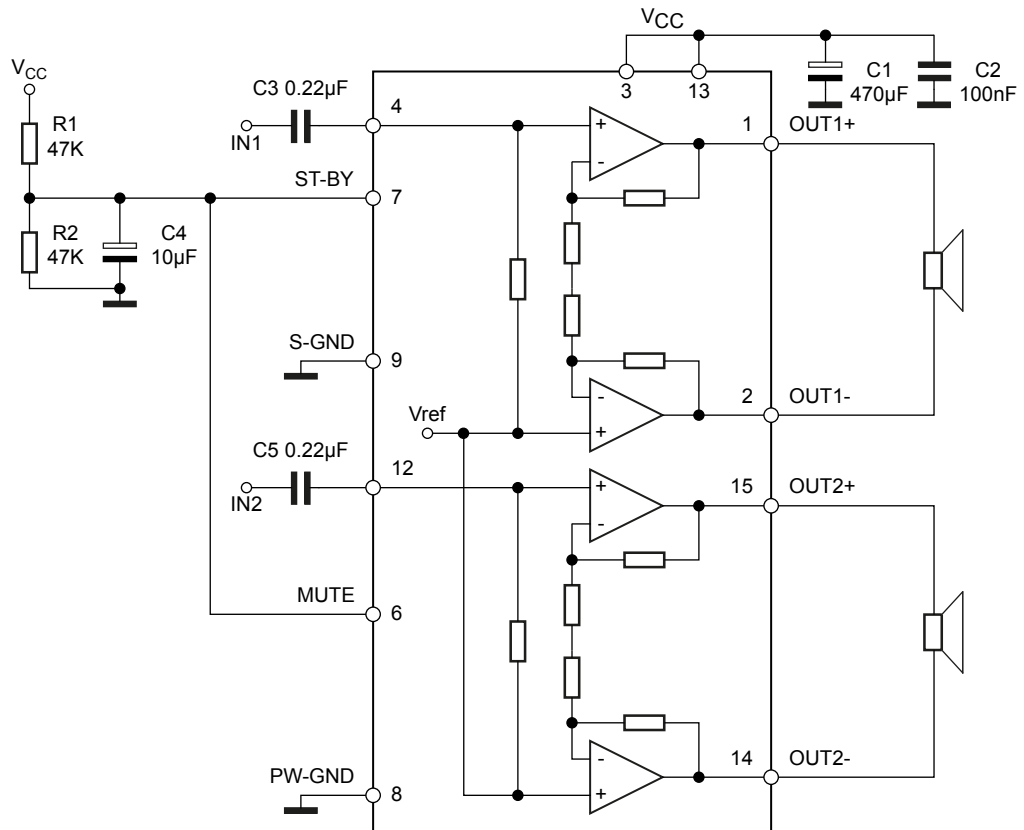 VCC
VCC
3
13
C1
470µF
C2
100nF
R1
47K
C3 0.22µF
IN1
4
+
-
1
OUT1+
ST-BY
7
R2
47K
C4
10µF
S-GND
9
-
+
2
OUT1-
Vref
C5 0.22µF
IN2
12
+
-
15
OUT2+
MUTE
6
-
+
14
OUT2-
PW-GND
8